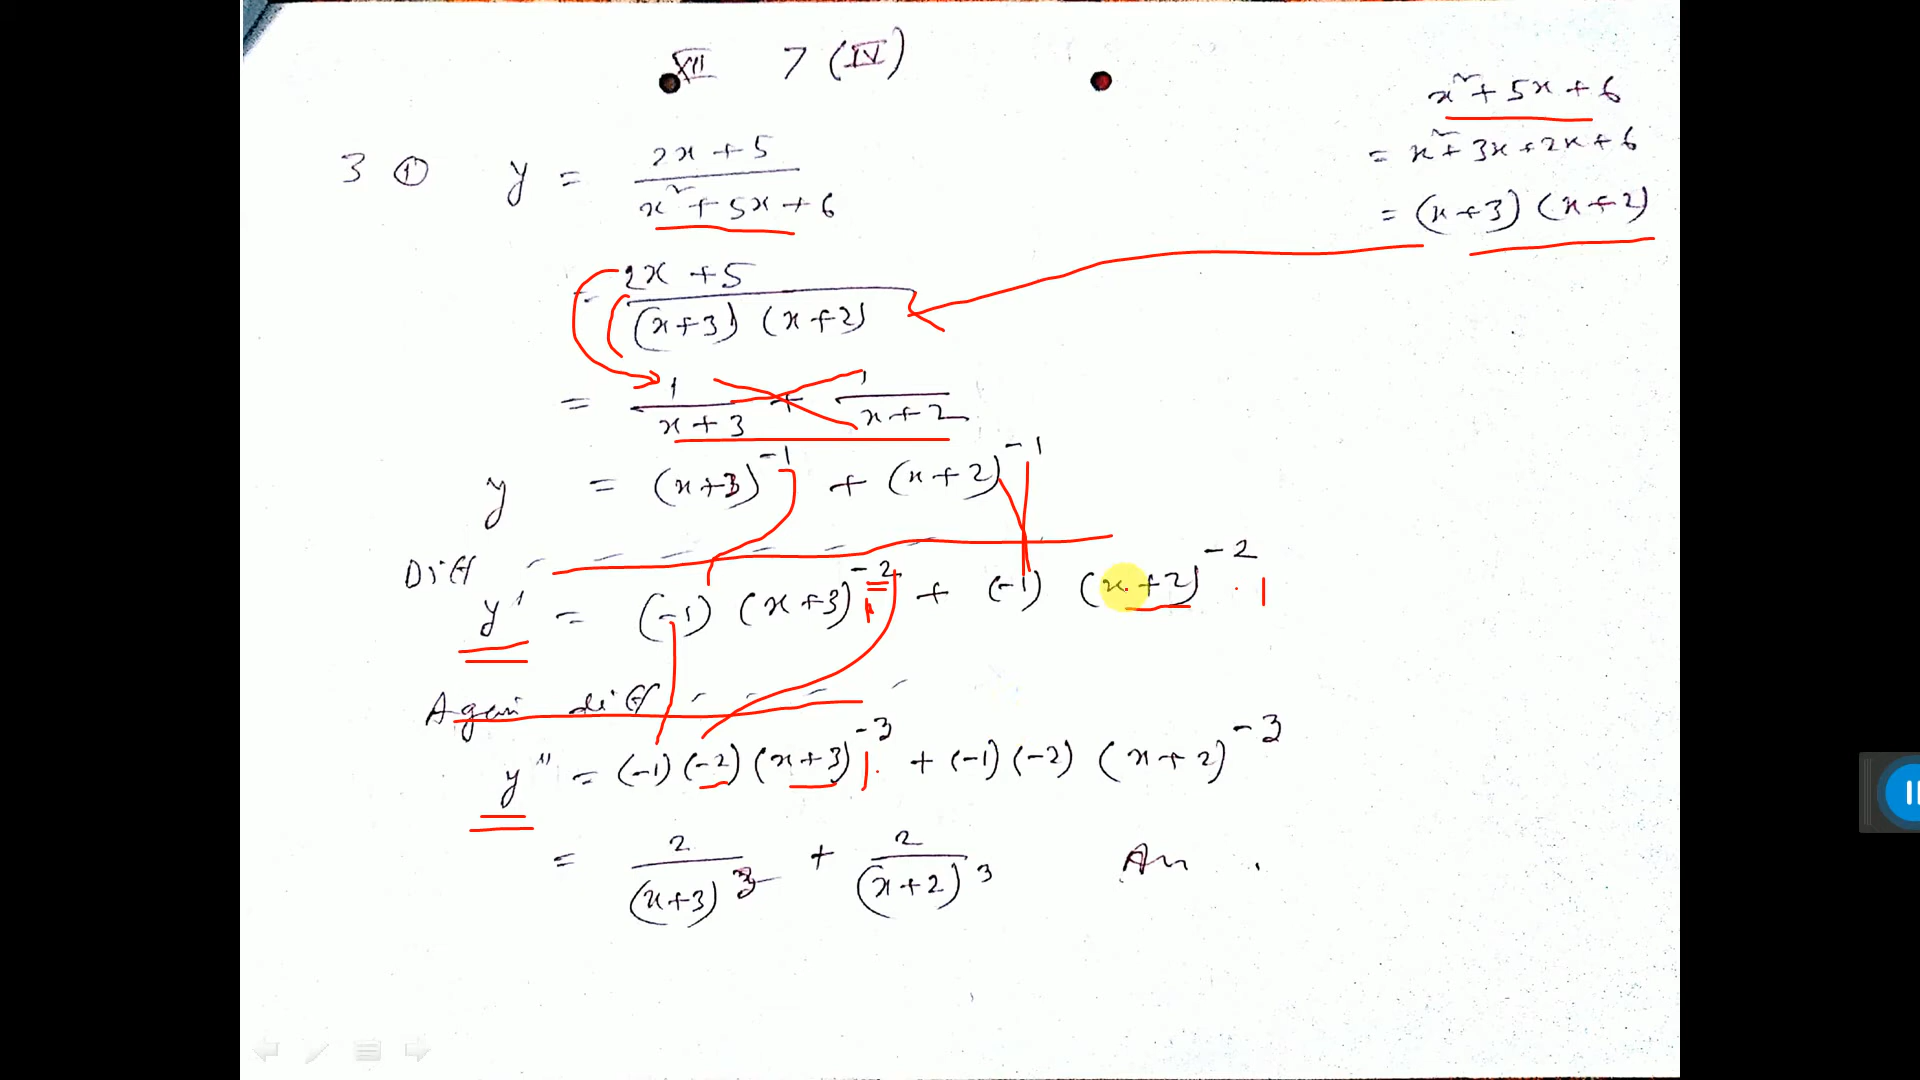 XII 7 (IV)
3 ① y = 2x + 5 / x² + 5x + 6
x² + 5x + 6
= x² + 3x + 2x + 6
= (x+3) (x+2)
= 2x + 5 / (x+3) (x+2)
= 1 / x + 3 + 1 / x + 2
y = (x+3)⁻¹ + (x+2)⁻¹
Diff - - - - - -
y' = (-1) (x+3)⁻² 1 + (-1) (x+2)⁻² . 1
Again diff - - - -
y'' = (-1) (-2) (x+3)⁻³ 1. + (-1) (-2) (x+2)⁻³
= 2 / (x+3)³ + 2 / (x+2)³ An .